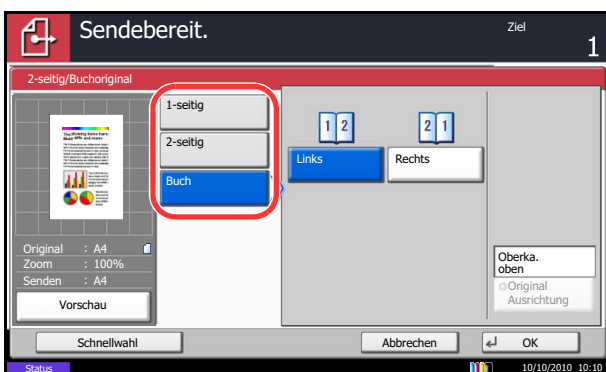 Sendebereit.
Ziel
1
2-seitig/Buchoriginal
1-seitig
2-seitig
Buch
1 2
2 1
Links
Rechts
Original : A4
Zoom : 100%
Senden : A4
Vorschau
Oberka.
oben
Original
Ausrichtung
Schnellwahl
Abbrechen
OK
Status
10/10/2010 10:10